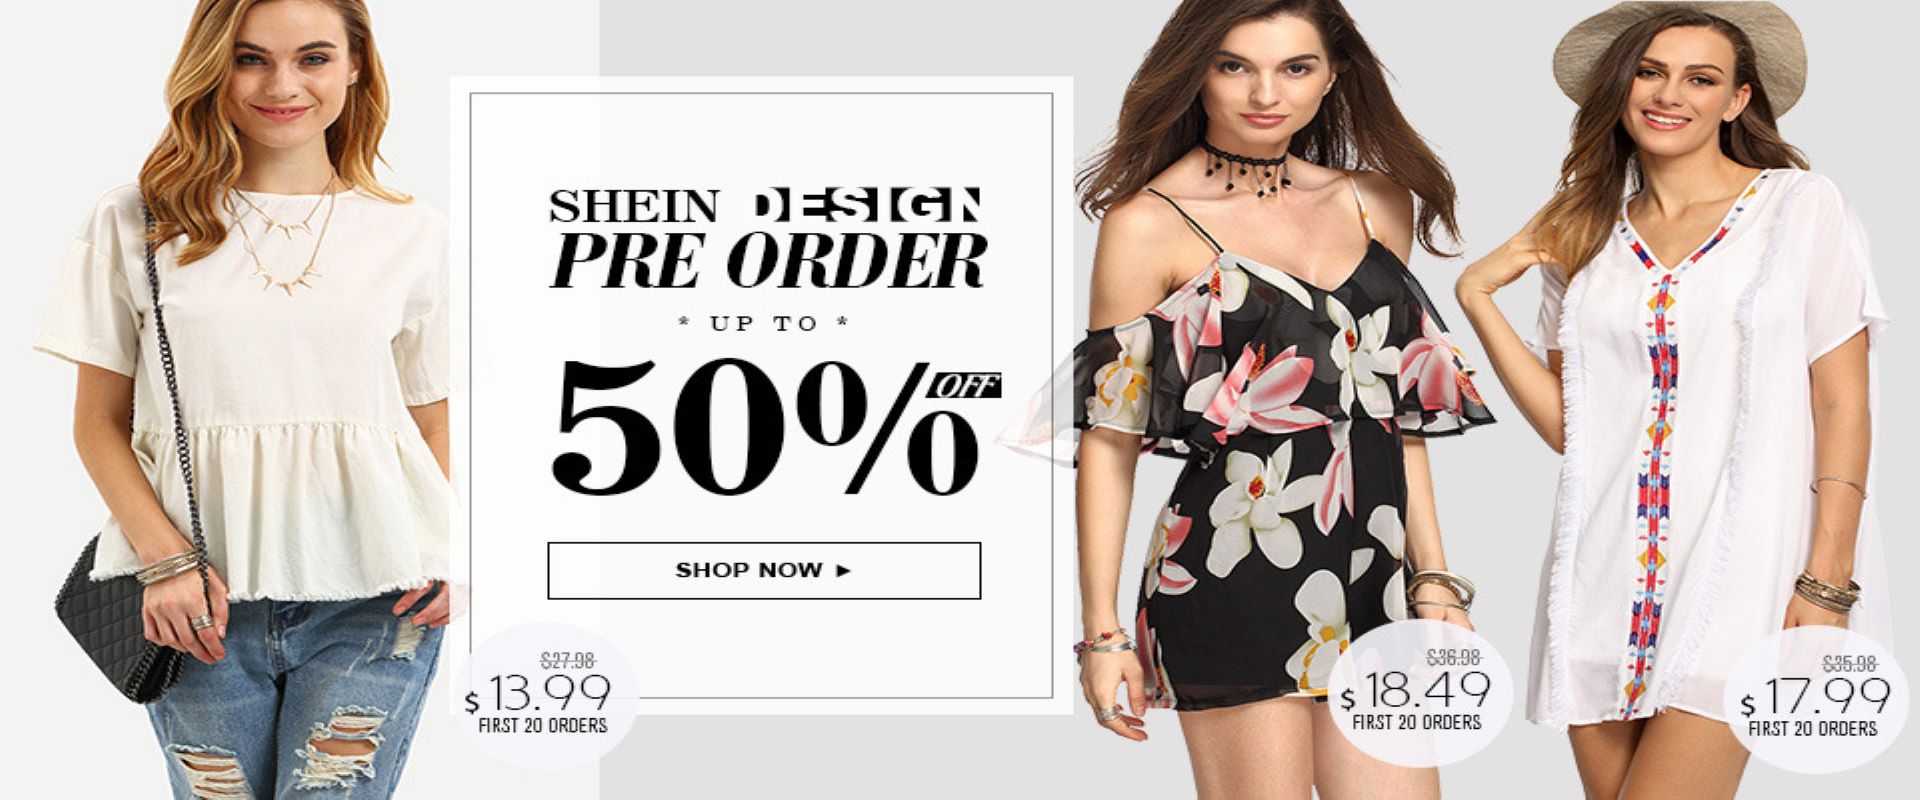 SHEIN DESIGN
PRE ORDER
* UP TO *
50% OFF
SHOP NOW ►
$27.98
$13.99
FIRST 20 ORDERS
$36.98
$18.49
FIRST 20 ORDERS
$35.98
$17.99
FIRST 20 ORDERS